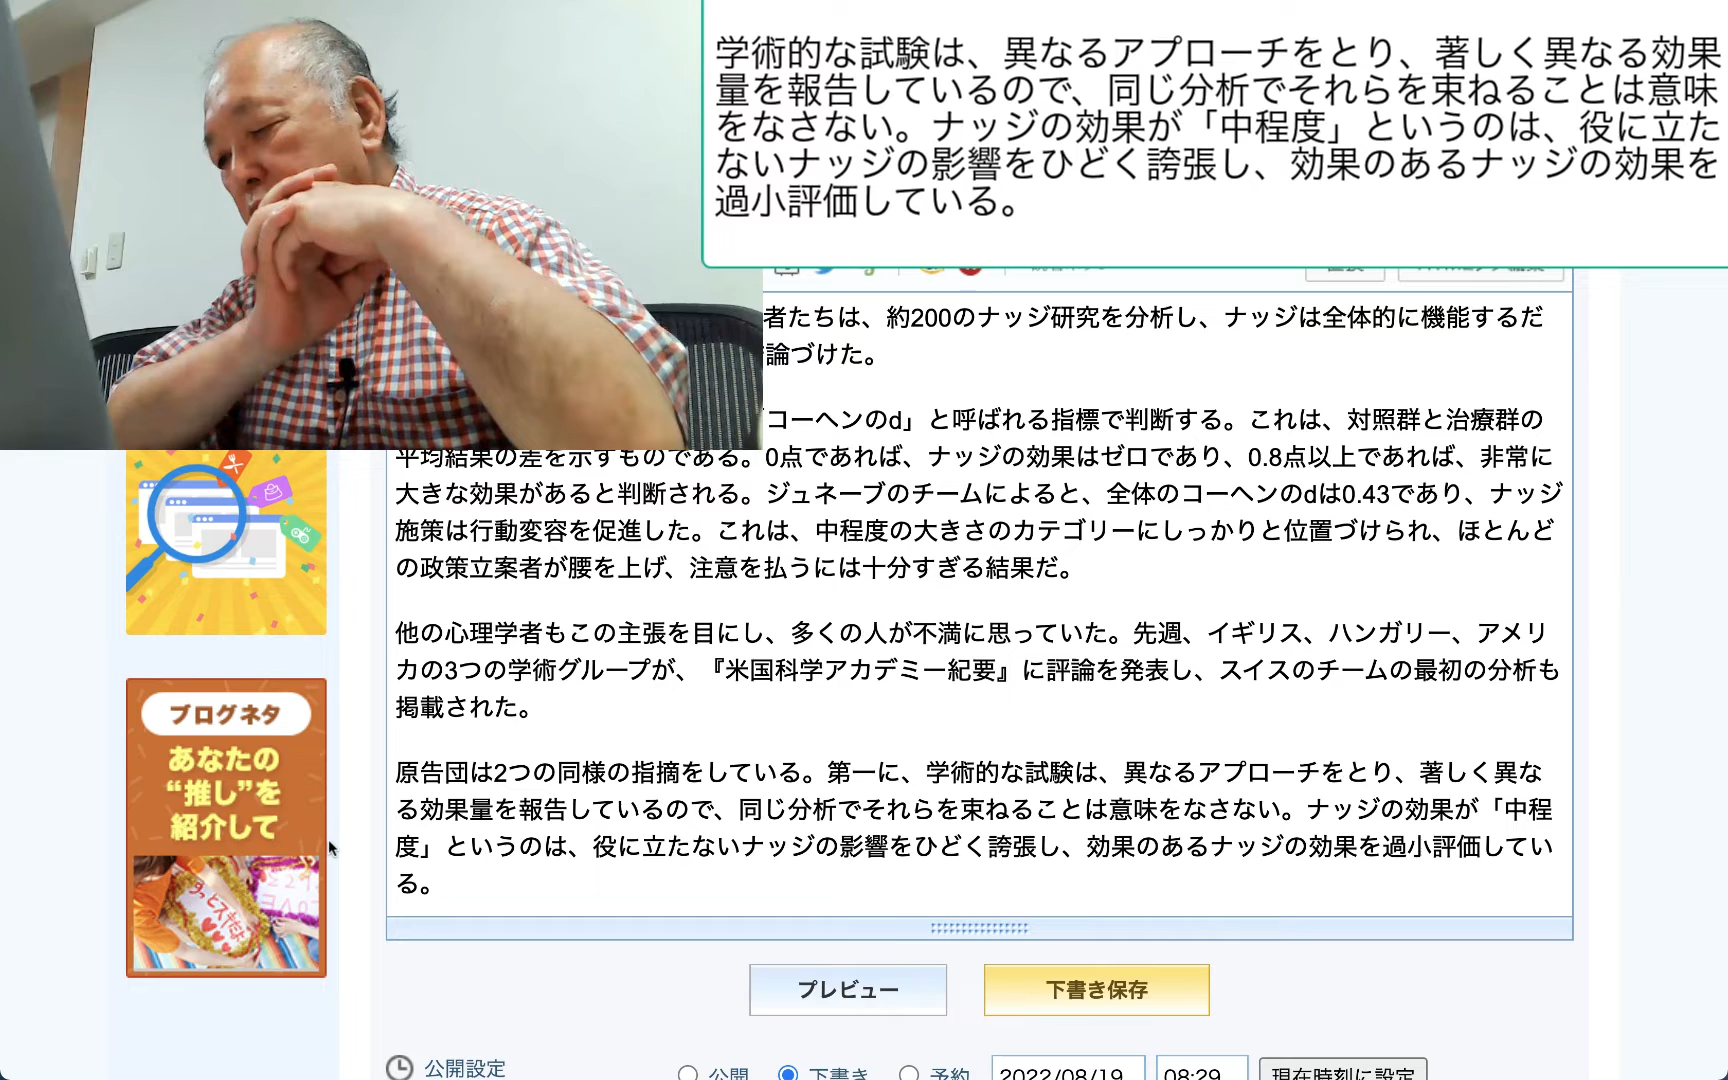 学術的な試験は、異なるアプローチをとり、著しく異なる効果
量を報告しているので、同じ分析でそれらを束ねることは意味
をなさない。ナッジの効果が「中程度」というのは、役に立た
ないナッジの影響をひどく誇張し、効果のあるナッジの効果を
過小評価している。
者たちは、約200のナッジ研究を分析し、ナッジは全体的に機能するだ
論づけた。
コーヘンのd」と呼ばれる指標で判断する。これは、対照群と治療群の
平均結果の差を示すものである。0点であれば、ナッジの効果はゼロであり、0.8点以上であれば、非常に
大きな効果があると判断される。ジュネーブのチームによると、全体のコーヘンのdは0.43であり、ナッジ
施策は行動変容を促進した。これは、中程度の大きさのカテゴリーにしっかりと位置づけられ、ほとんど
の政策立案者が腰を上げ、注意を払うには十分すぎる結果だ。
他の心理学者もこの主張を目にし、多くの人が不満に思っていた。先週、イギリス、ハンガリー、アメリ
カの3つの学術グループが、『米国科学アカデミー紀要』に評論を発表し、スイスのチームの最初の分析も
掲載された。
原告団は2つの同様の指摘をしている。第一に、学術的な試験は、異なるアプローチをとり、著しく異な
る効果量を報告しているので、同じ分析でそれらを束ねることは意味をなさない。ナッジの効果が「中程
度」というのは、役に立たないナッジの影響をひどく誇張し、効果のあるナッジの効果を過小評価してい
る。
ブログネタ
あなたの
“推し”を
紹介して
プレビュー
下書き保存
公開設定
公開
下書き
予約
2022/08/19
08:29
現在時刻に設定